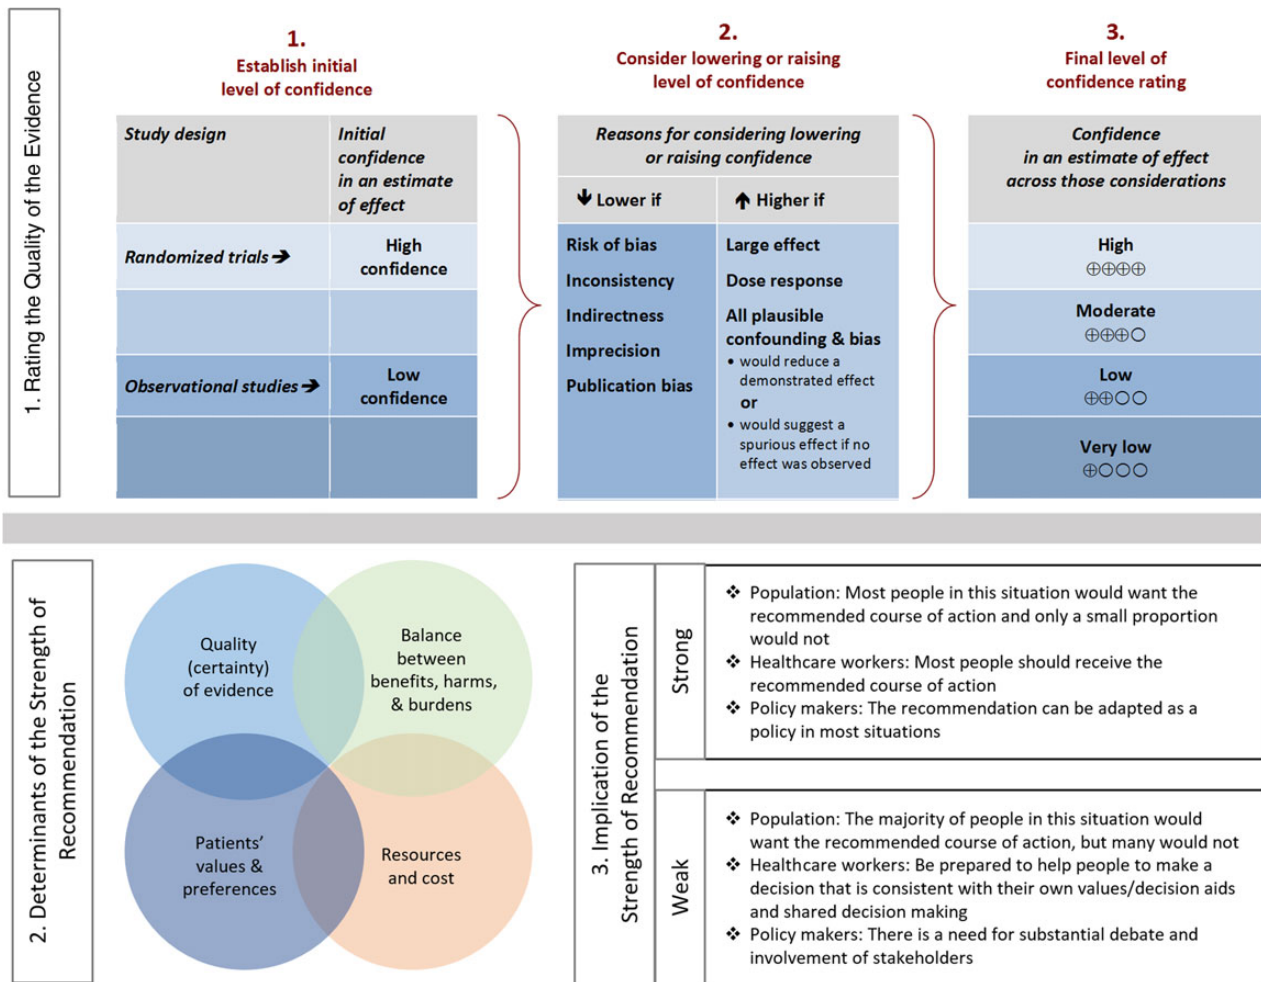 1. Rating the Quality of the Evidence
1.
Establish initial
level of confidence
2.
Consider lowering or raising
level of confidence
3.
Final level of
confidence rating
Study design
Initial
confidence
in an estimate
of effect
Randomized trials ➔
High
confidence
Observational studies ➔
Low
confidence
Reasons for considering lowering
or raising confidence
🡻 Lower if
🡹 Higher if
Risk of bias
Inconsistency
Indirectness
Imprecision
Publication bias
Large effect
Dose response
All plausible
confounding & bias
• would reduce a
demonstrated effect
or
• would suggest a
spurious effect if no
effect was observed
Confidence
in an estimate of effect
across those considerations
High
⊕⊕⊕⊕
Moderate
⊕⊕⊕○
Low
⊕⊕○○
Very low
⊕○○○
2. Determinants of the Strength of
Recommendation
Quality
(certainty)
of evidence
Balance
between
benefits, harms,
& burdens
Patients’
values &
preferences
Resources
and cost
3. Implication of the
Strength of Recommendation
Strong
❖ Population: Most people in this situation would want the
recommended course of action and only a small proportion
would not
❖ Healthcare workers: Most people should receive the
recommended course of action
❖ Policy makers: The recommendation can be adapted as a
policy in most situations
Weak
❖ Population: The majority of people in this situation would
want the recommended course of action, but many would not
❖ Healthcare workers: Be prepared to help people to make a
decision that is consistent with their own values/decision aids
and shared decision making
❖ Policy makers: There is a need for substantial debate and
involvement of stakeholders